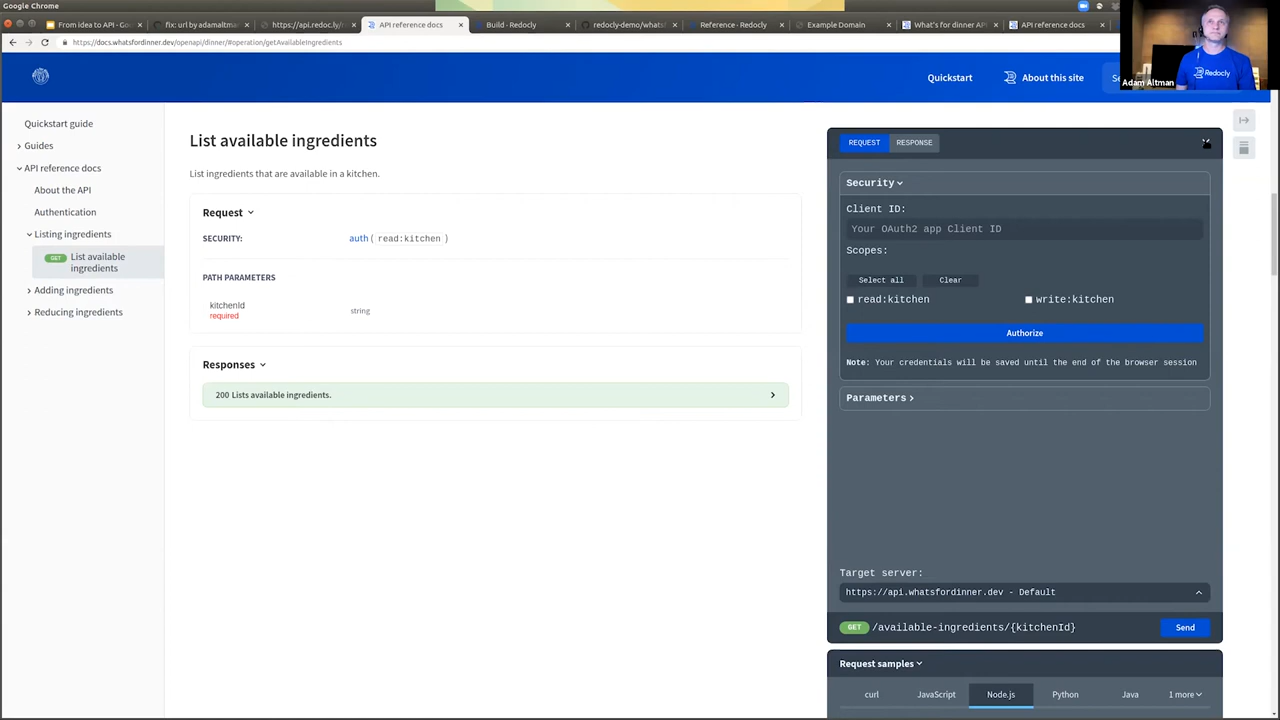 Google Chrome
From idea to API - Goo
fix: url by adamaltma
https://api.redoc.ly/r
API reference docs
Build - Redocly
redocly-demo/whats
Reference - Redocly
Example Domain
What's for dinner API
API reference docs
https://docs.whatsfordinner.dev/openapi/dinner/#operation/getAvailableIngredients
Quickstart
About this site
Se
Redocly
Adam Altman
Quickstart guide
Guides
API reference docs
About the API
Authentication
Listing ingredients
GET List available
ingredients
Adding ingredients
Reducing ingredients
List available ingredients
List ingredients that are available in a kitchen.
Request
SECURITY: auth ( read:kitchen )
PATH PARAMETERS
kitchenId
required
string
Responses
200 Lists available ingredients.
REQUEST RESPONSE
Security
Client ID:
Your OAuth2 app Client ID
Scopes:
Select all Clear
read:kitchen write:kitchen
Authorize
Note: Your credentials will be saved until the end of the browser session
Parameters
Target server:
https://api.whatsfordinner.dev - Default
GET /available-ingredients/{kitchenId} Send
Request samples
curl JavaScript Node.js Python Java 1 more